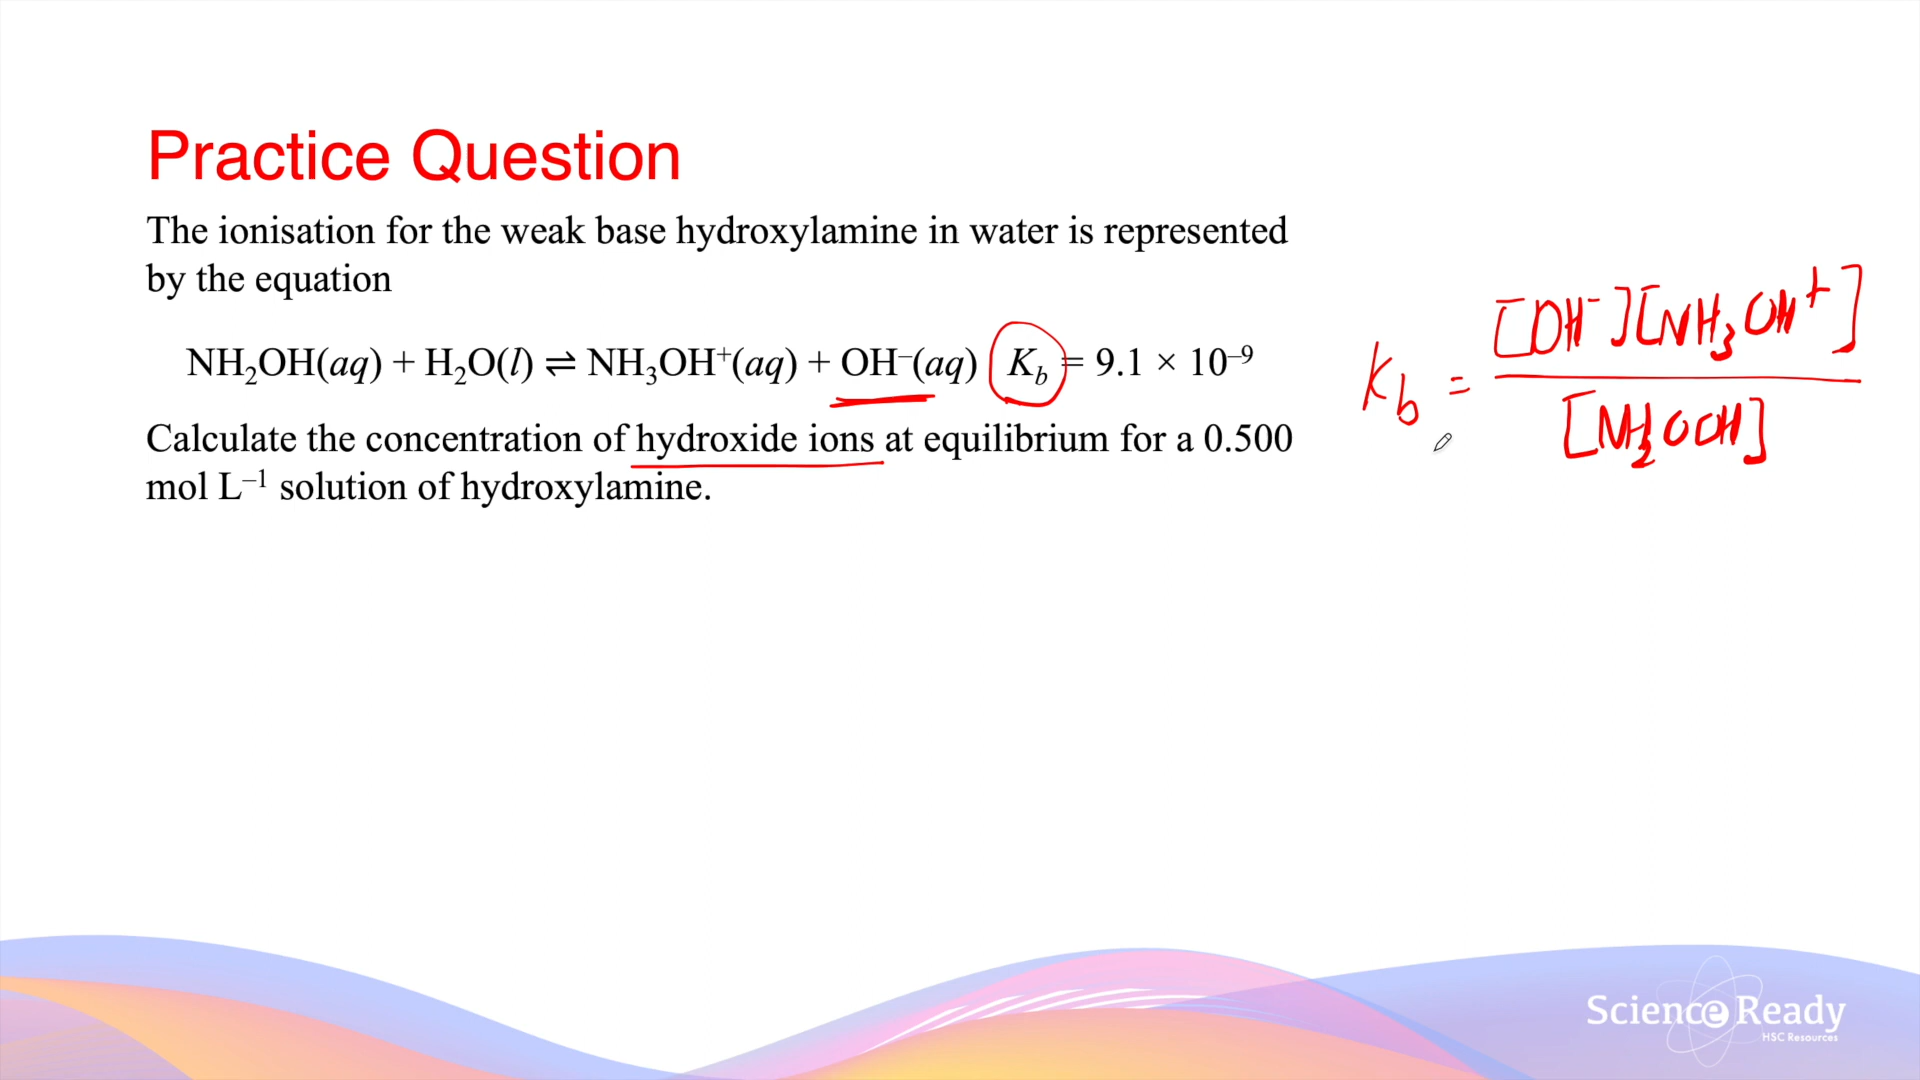 Practice Question
The ionisation for the weak base hydroxylamine in water is represented
by the equation
NH₂OH(aq) + H₂O(l) ⇌ NH₃OH⁺(aq) + OH⁻(aq) K_b = 9.1 × 10⁻⁹
Calculate the concentration of hydroxide ions at equilibrium for a 0.500
mol L⁻¹ solution of hydroxylamine.
[OH⁻][NH₃OH⁺]
K_b =
[NH₂OH]
Science Ready
HSC Resources